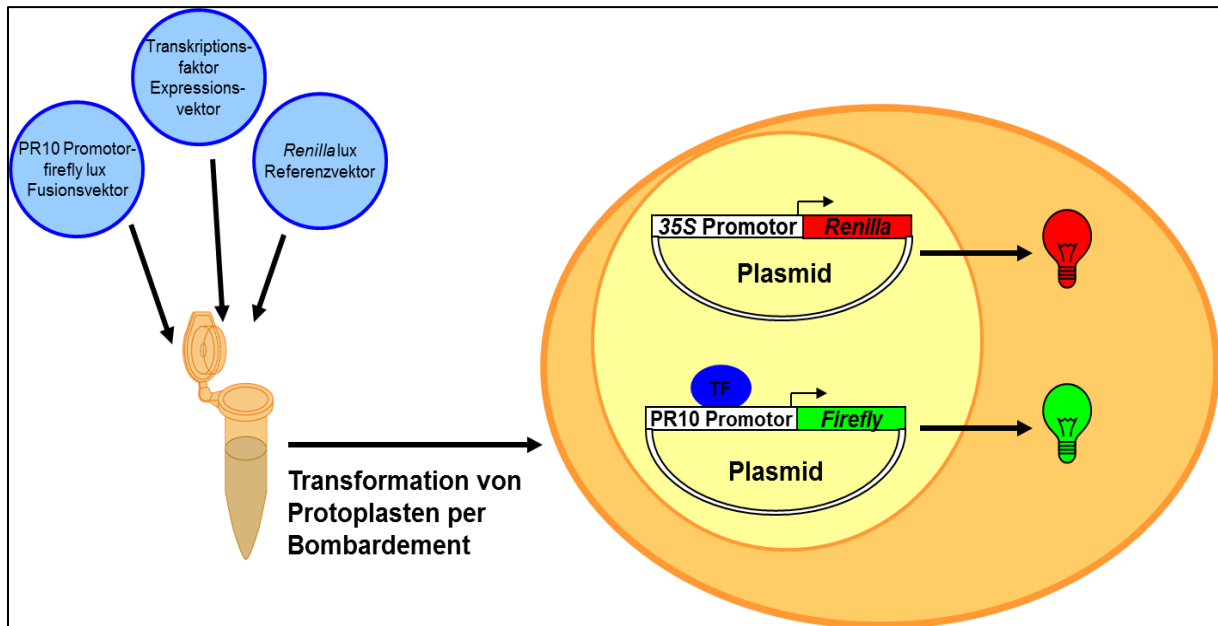 Transkriptions-
faktor
Expressions-
vektor
PR10 Promotor-
firefly lux
Fusionsvektor
Renilla lux
Referenzvektor
35S Promotor Renilla
Plasmid
TF
PR10 Promotor Firefly
Plasmid
Transformation von
Protoplasten per
Bombardement